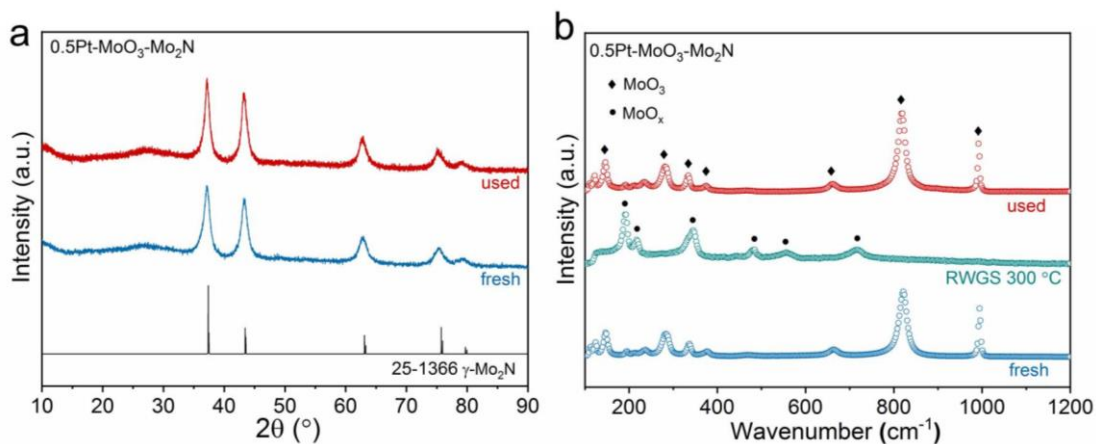 a
0.5Pt-MoO₃-Mo₂N
Intensity (a.u.)
used
fresh
25-1366 γ-Mo₂N
10 20 30 40 50 60 70 80 90
2θ (°)
b
0.5Pt-MoO₃-Mo₂N
♦ MoO₃
• MoOₓ
Intensity (a.u.)
used
RWGS 300 °C
fresh
200 400 600 800 1000 1200
Wavenumber (cm⁻¹)